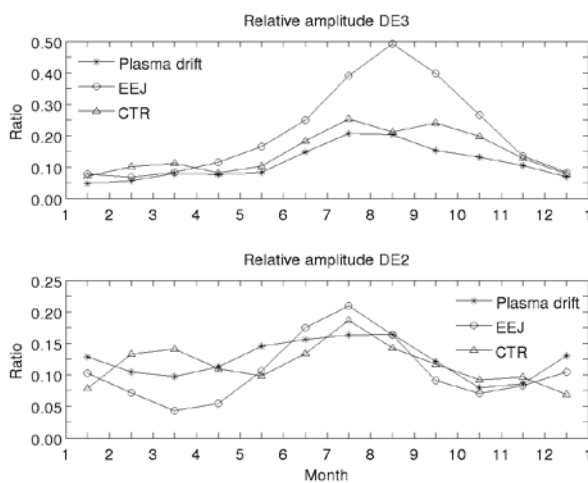 Relative amplitude DE3
0.50
0.40
0.30
0.20
0.10
0.00
Ratio
Plasma drift
EEJ
CTR
1 2 3 4 5 6 7 8 9 10 11 12 1
Relative amplitude DE2
0.25
0.20
0.15
0.10
0.05
0.00
Ratio
Plasma drift
EEJ
CTR
1 2 3 4 5 6 7 8 9 10 11 12 1
Month